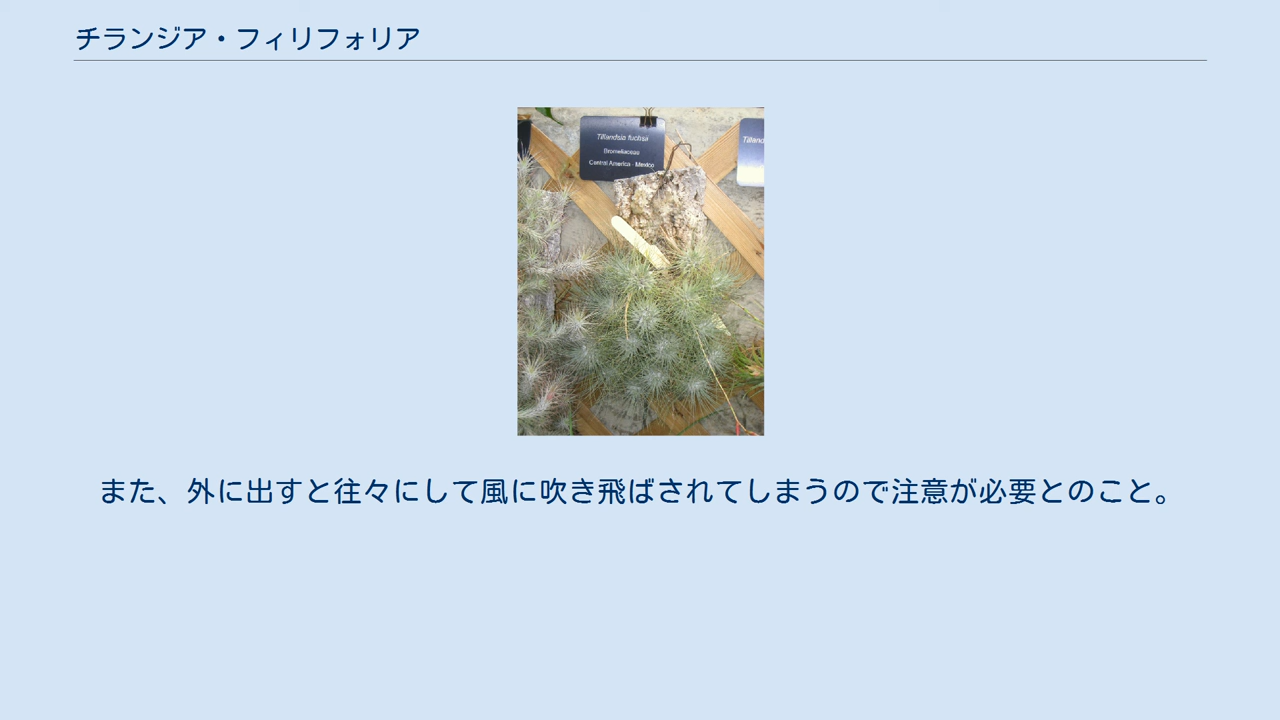 チランジア・フィリフォリア
Tillandsia fuchsii
Bromeliaceae
Central America - Mexico
また、外に出すと往々にして風に吹き飛ばされてしまうので注意が必要とのこと。